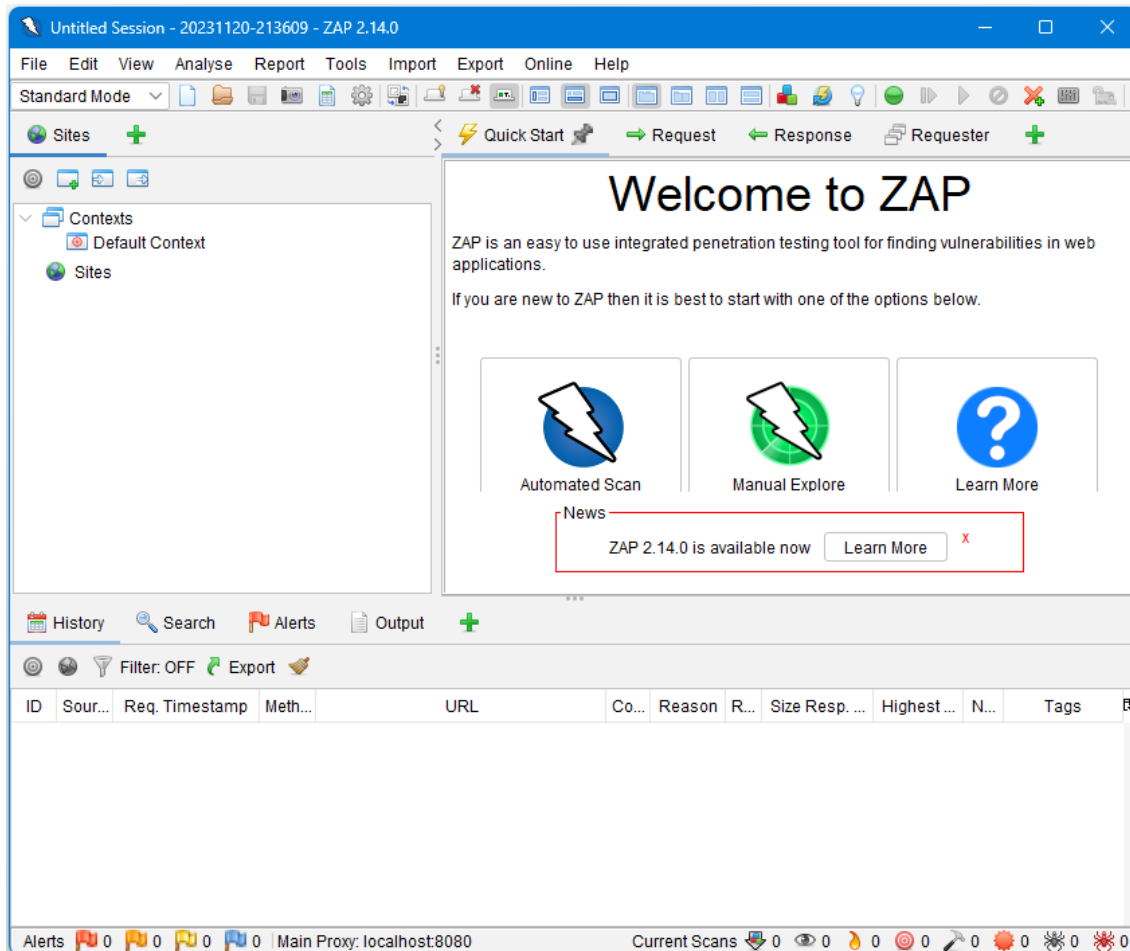 Untitled Session - 20231120-213609 - ZAP 2.14.0
File Edit View Analyse Report Tools Import Export Online Help
Standard Mode
Sites
Quick Start Request Response Requester
Contexts
Default Context
Sites
Welcome to ZAP
ZAP is an easy to use integrated penetration testing tool for finding vulnerabilities in web
applications.
If you are new to ZAP then it is best to start with one of the options below.
Automated Scan Manual Explore Learn More
News
ZAP 2.14.0 is available now Learn More X
History Search Alerts Output
Filter: OFF Export
ID Sour... Req. Timestamp Meth... URL Co... Reason R... Size Resp. ... Highest ... N... Tags
Alerts 0 0 0 0 Main Proxy: localhost:8080 Current Scans 0 0 0 0 0 0 0 0